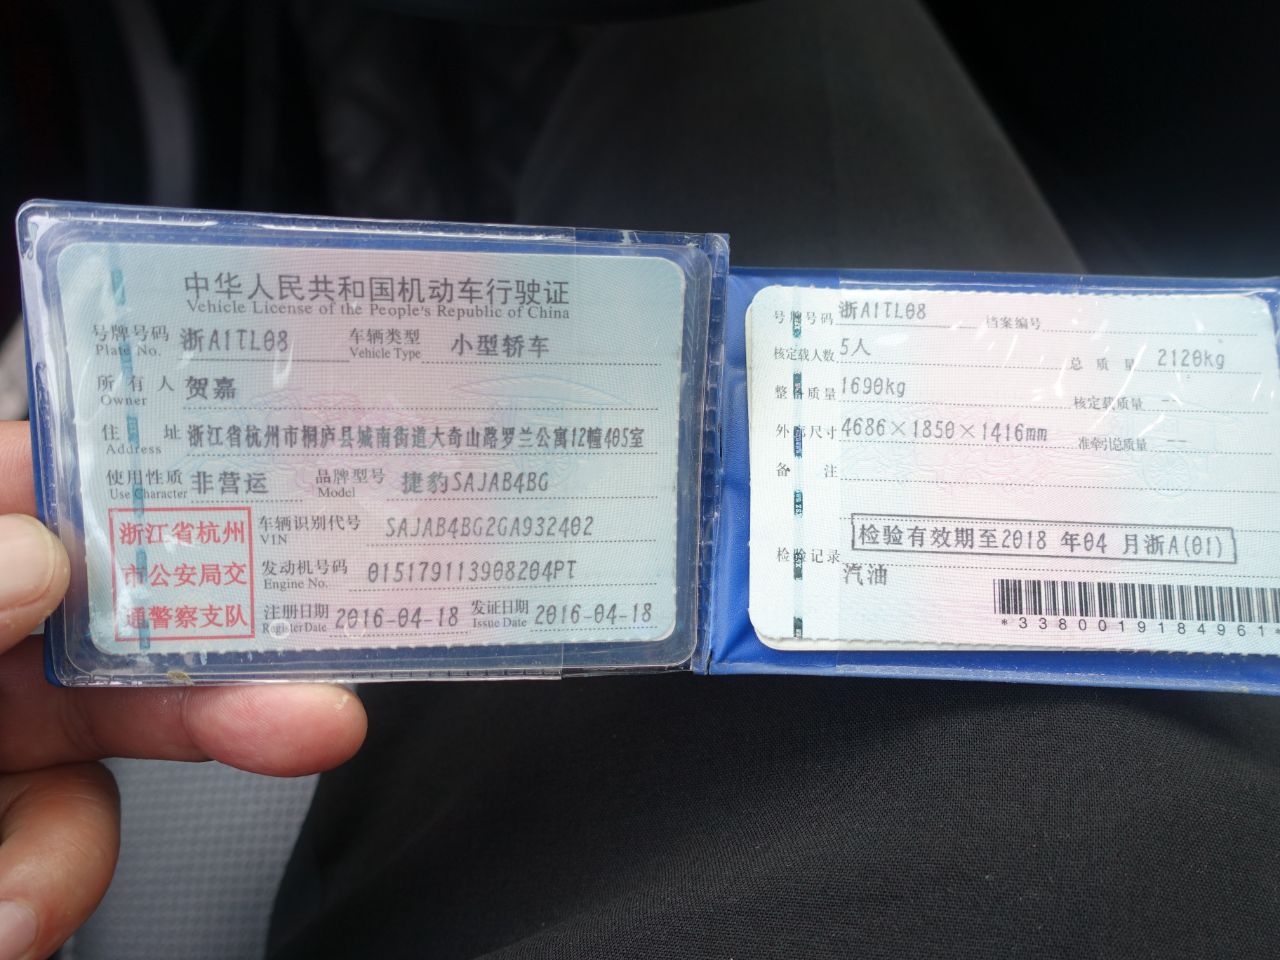 中华人民共和国机动车行驶证
Vehicle License of the People's Republic of China
号牌号码 浙A1TL08 车辆类型 小型轿车
Plate No. Vehicle Type
所有人 贺嘉
Owner
住址 浙江省杭州市桐庐县城南街道大奇山路罗兰公寓12幢405室
Address
使用性质 非营运 品牌型号 捷豹SAJAB4BG
Use Character Model
浙江省杭州
市公安局交
通警察支队
车辆识别代号 SAJAB4BG2GA932402
VIN
发动机号码 015179113908204PT
Engine No.
注册日期 2016-04-18 发证日期 2016-04-18
Register Date Issue Date
号牌号码 浙A1TL08 档案编号
核定载人数 5人 总质量 2120kg
整备质量 1690kg 核定载质量 --
外廓尺寸 4686×1850×1416mm 准牵引总质量 --
备注
检验有效期至2018 年04 月浙A(01)
检验记录
汽油
*3380019184961